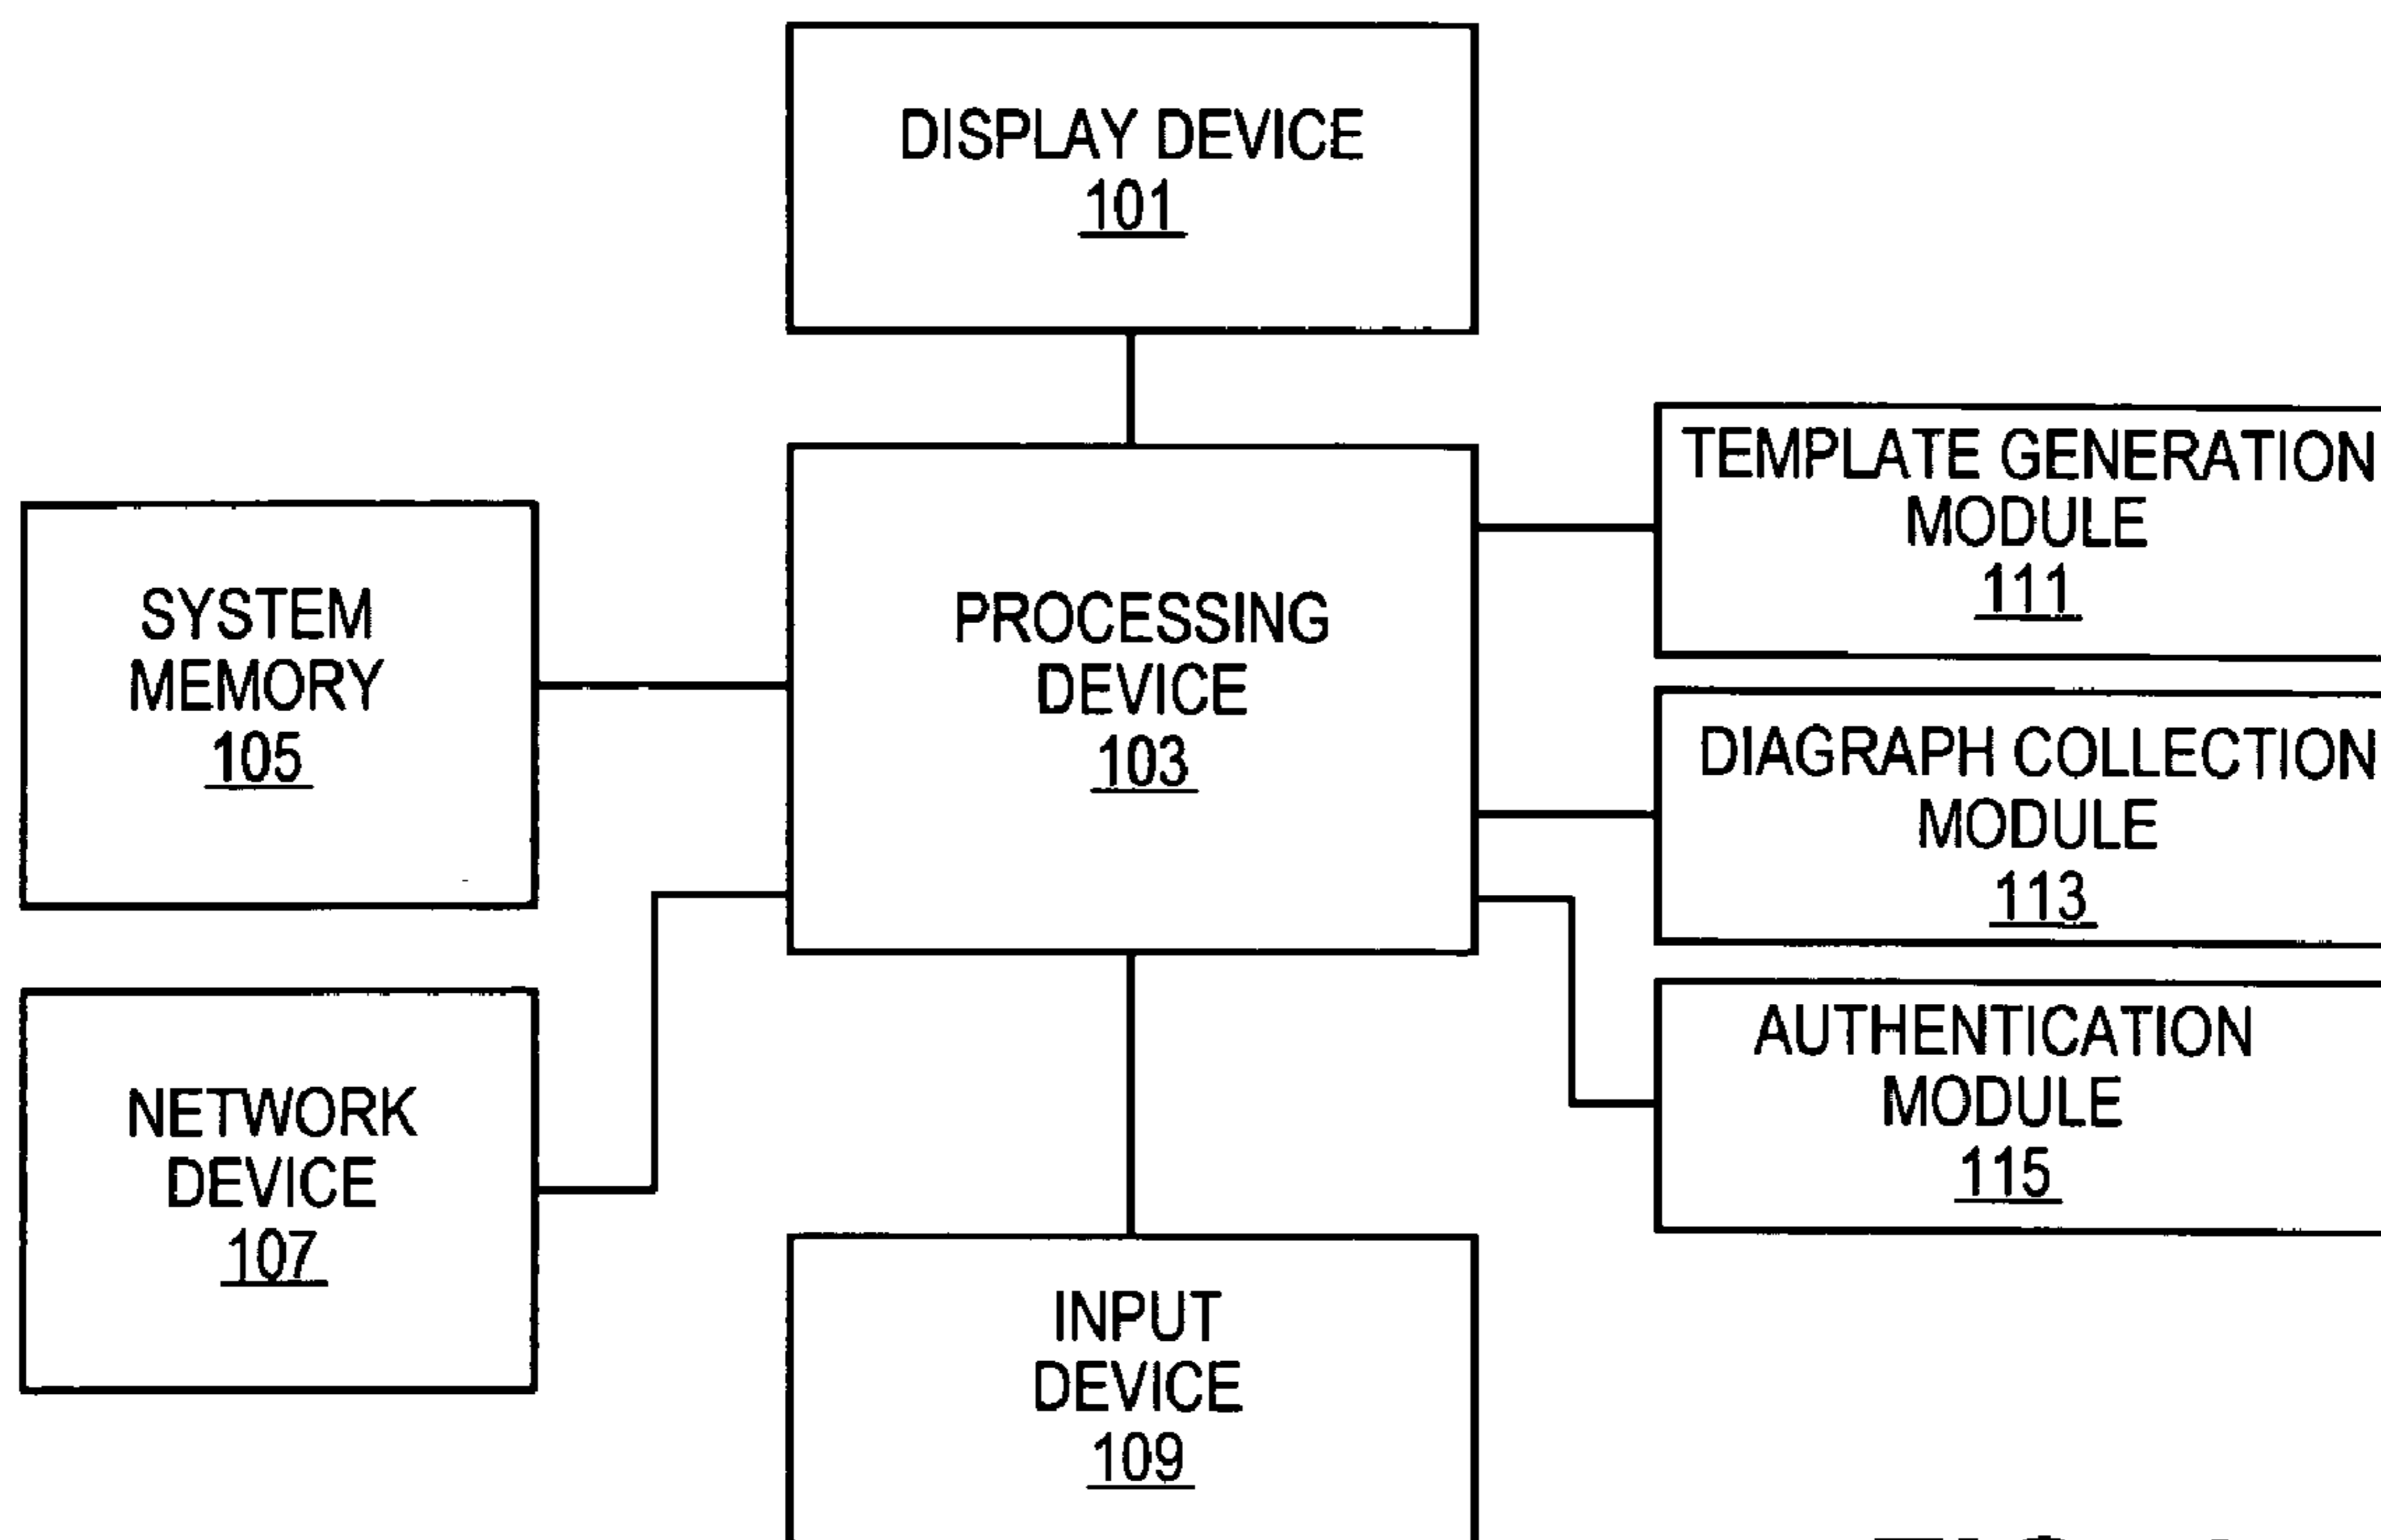 DISPLAY DEVICE
101
TEMPLATE GENERATION
MODULE
111
SYSTEM
MEMORY
105
PROCESSING
DEVICE
103
DIAGRAPH COLLECTION
MODULE
113
NETWORK
DEVICE
107
AUTHENTICATION
MODULE
115
INPUT
DEVICE
109